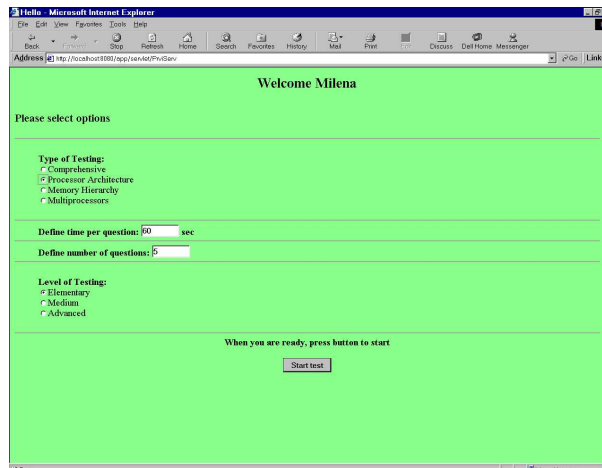 Hello - Microsoft Internet Explorer
File Edit View Favorites Tools Help
Back Forward Stop Refresh Home Search Favorites History Mail Print Edit Discuss Dell Home Messenger
Address http://localhost:8080/app/servlet/PrviServ Go Link
Welcome Milena
Please select options
Type of Testing:
Comprehensive
Processor Architecture
Memory Hierarchy
Multiprocessors
Define time per question: 60 sec
Define number of questions: 5
Level of Testing:
Elementary
Medium
Advanced
When you are ready, press button to start
Start test